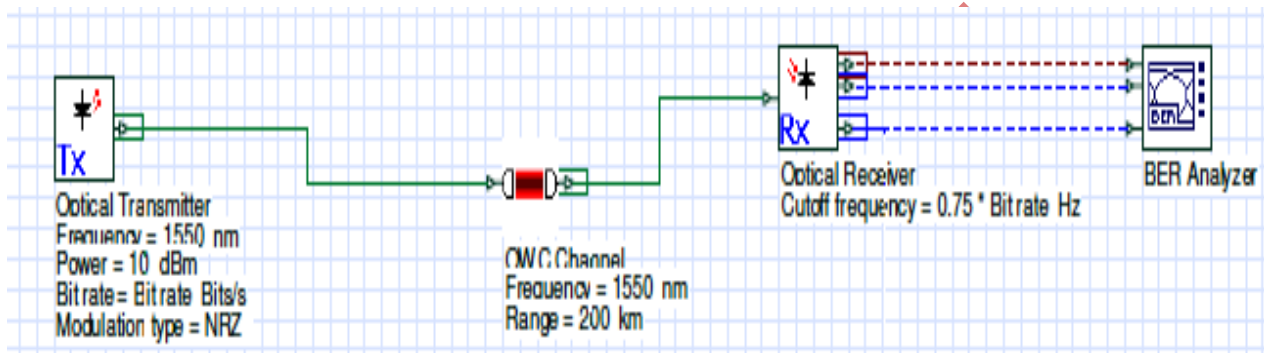 Tx
Optical Transmitter
Frequency = 1550 nm
Power = 10 dBm
Bit rate = Bit rate Bits/s
Modulation type = NRZ
OWC Channel
Frequency = 1550 nm
Range = 200 km
Rx
Optical Receiver
Cutoff frequency = 0.75 * Bit rate Hz
BER
BER Analyzer